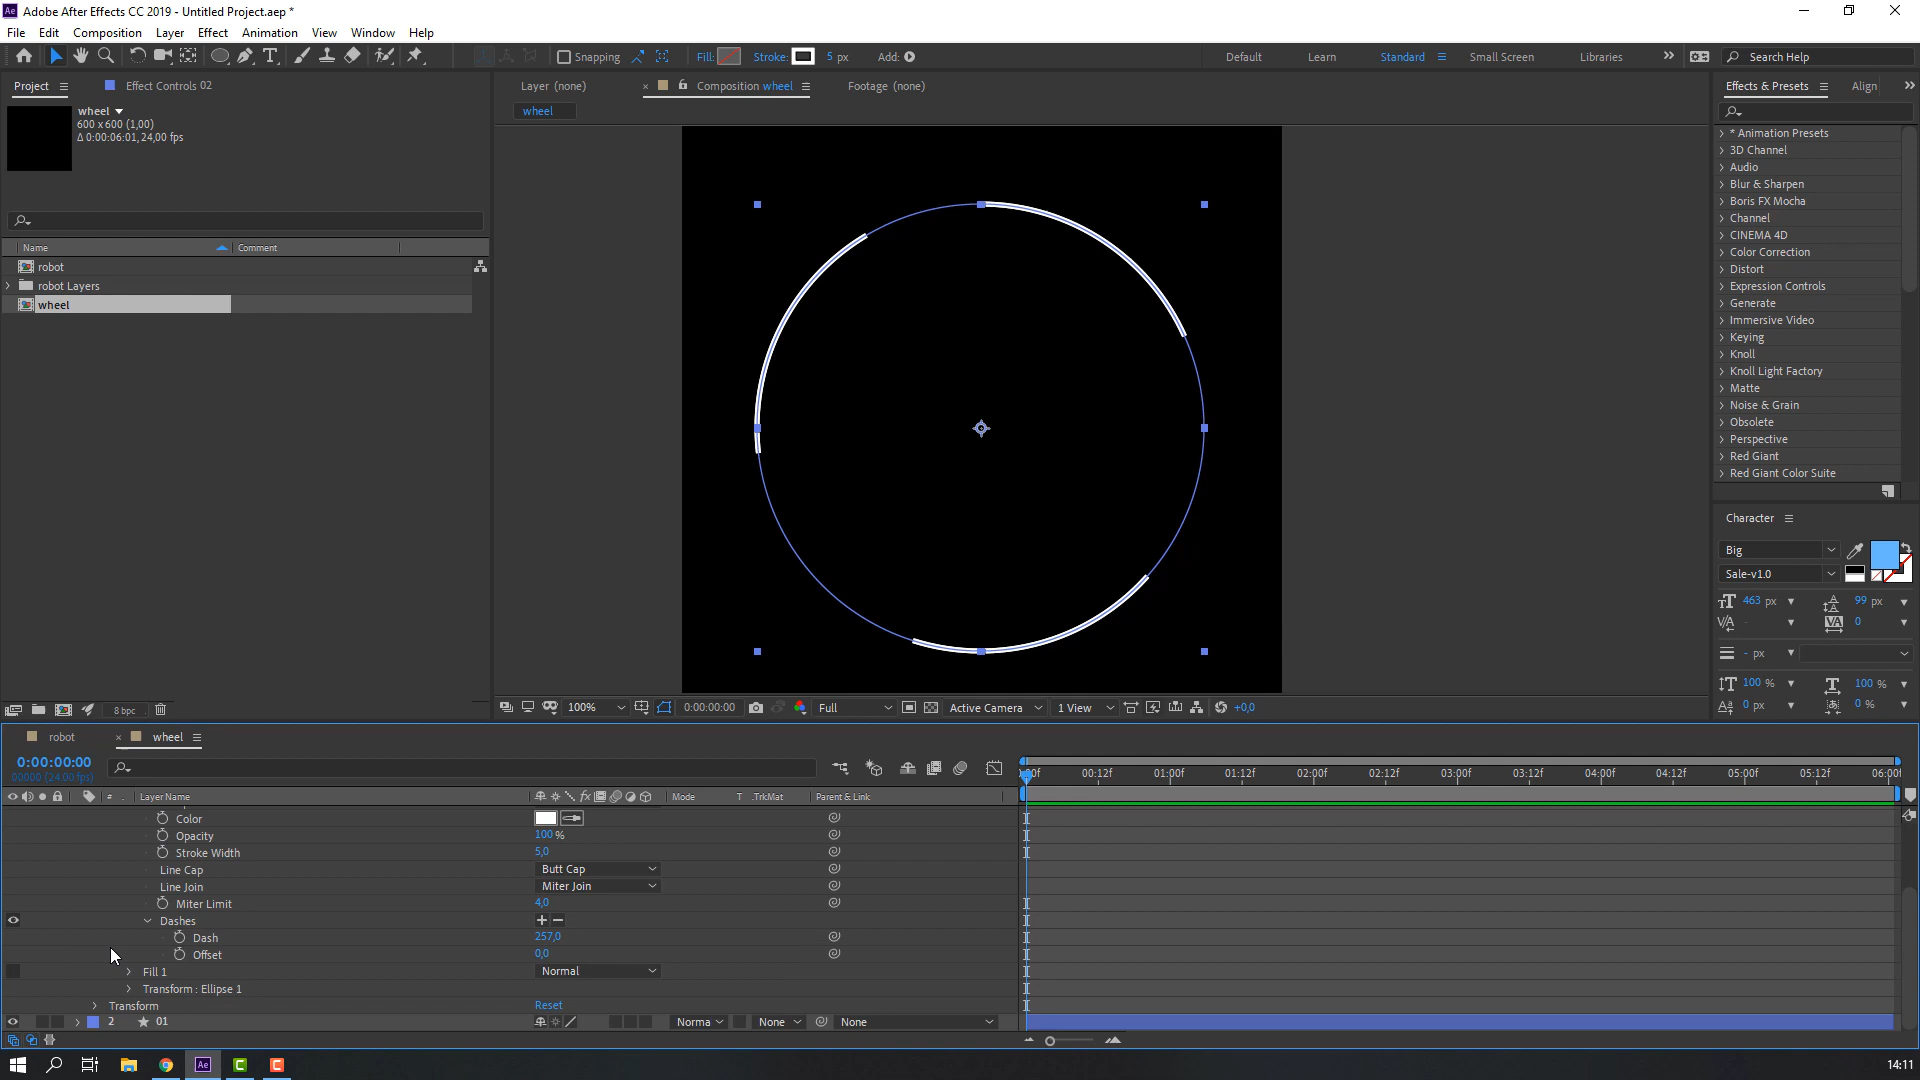 Adobe After Effects CC 2019 - Untitled Project.aep *
File Edit Composition Layer Effect Animation Tools View Window Help
Snapping Fill: Stroke: 5 px Add: Default Learn Standard Small Screen Libraries Search Help
Project Effect Controls 02 Layer (none) Composition wheel Footage (none) Effects & Presets Align
wheel
600 x 600 (1,00)
Δ 0:00:06:01, 24,00 fps
wheel
Name Comment
robot
robot Layers
wheel
* Animation Presets
3D Channel
Audio
Blur & Sharpen
Boris FX Mocha
Channel
CINEMA 4D
Color Correction
Distort
Expression Controls
Generate
Immersive Video
Keying
Knoll
Knoll Light Factory
Matte
Noise & Grain
Obsolete
Perspective
Red Giant
Red Giant Color Suite
Character
Big
Sale-v1.0
463 px 99 px
- 0
- px
100 % 100 %
0 px 0 %
8 bpc 100% 0:00:00:00 Full Active Camera 1 View +0,0
robot wheel
0:00:00:00
00000 (24.00 fps)
:00f 00:12f 01:00f 01:12f 02:00f 02:12f 03:00f 03:12f 04:00f 04:12f 05:00f 05:12f 06:00f
# Layer Name Mode T .TrkMat Parent & Link
Color
Opacity 100 %
Stroke Width 5,0
Line Cap Butt Cap
Line Join Miter Join
Miter Limit 4,0
Dashes
Dash 257,0
Offset 0,0
Fill 1 Normal
Transform : Ellipse 1
Transform Reset
2 01 Norma None None
14:11